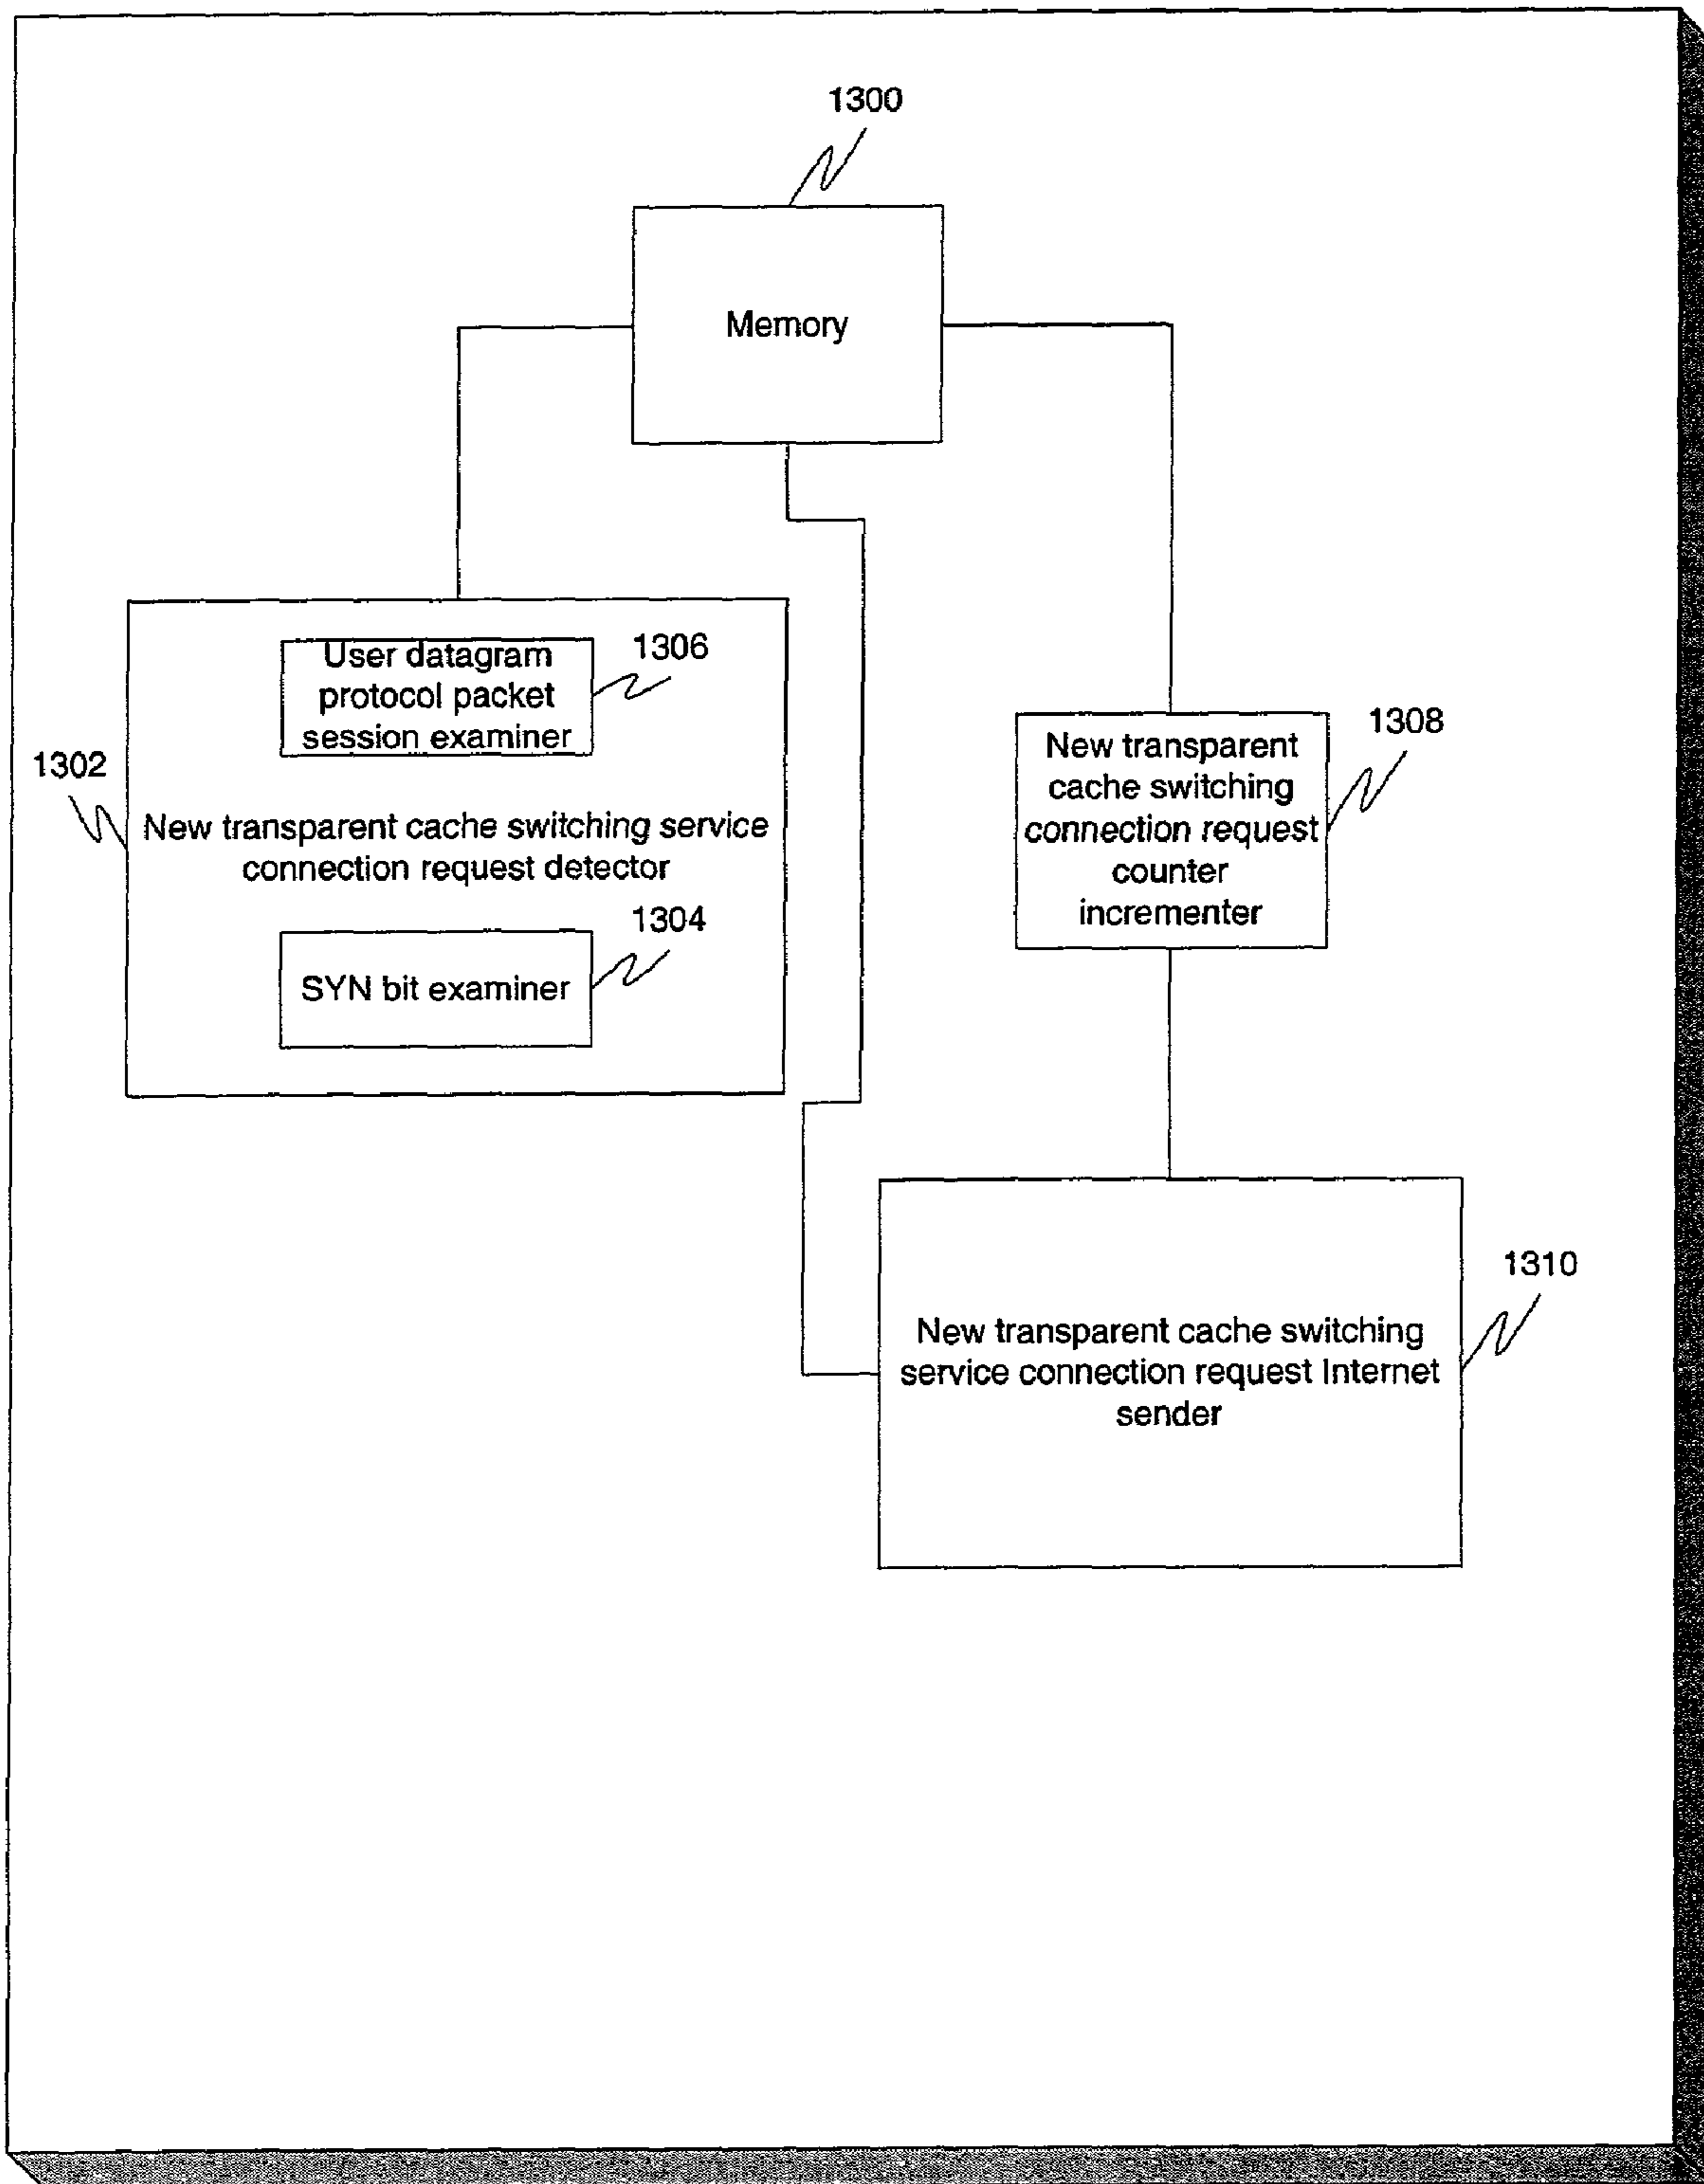 1300
Memory
User datagram
protocol packet
session examiner
1306
1302
New transparent cache switching service
connection request detector
1304
SYN bit examiner
1308
New transparent
cache switching
connection request
counter
incrementer
1310
New transparent cache switching
service connection request Internet
sender